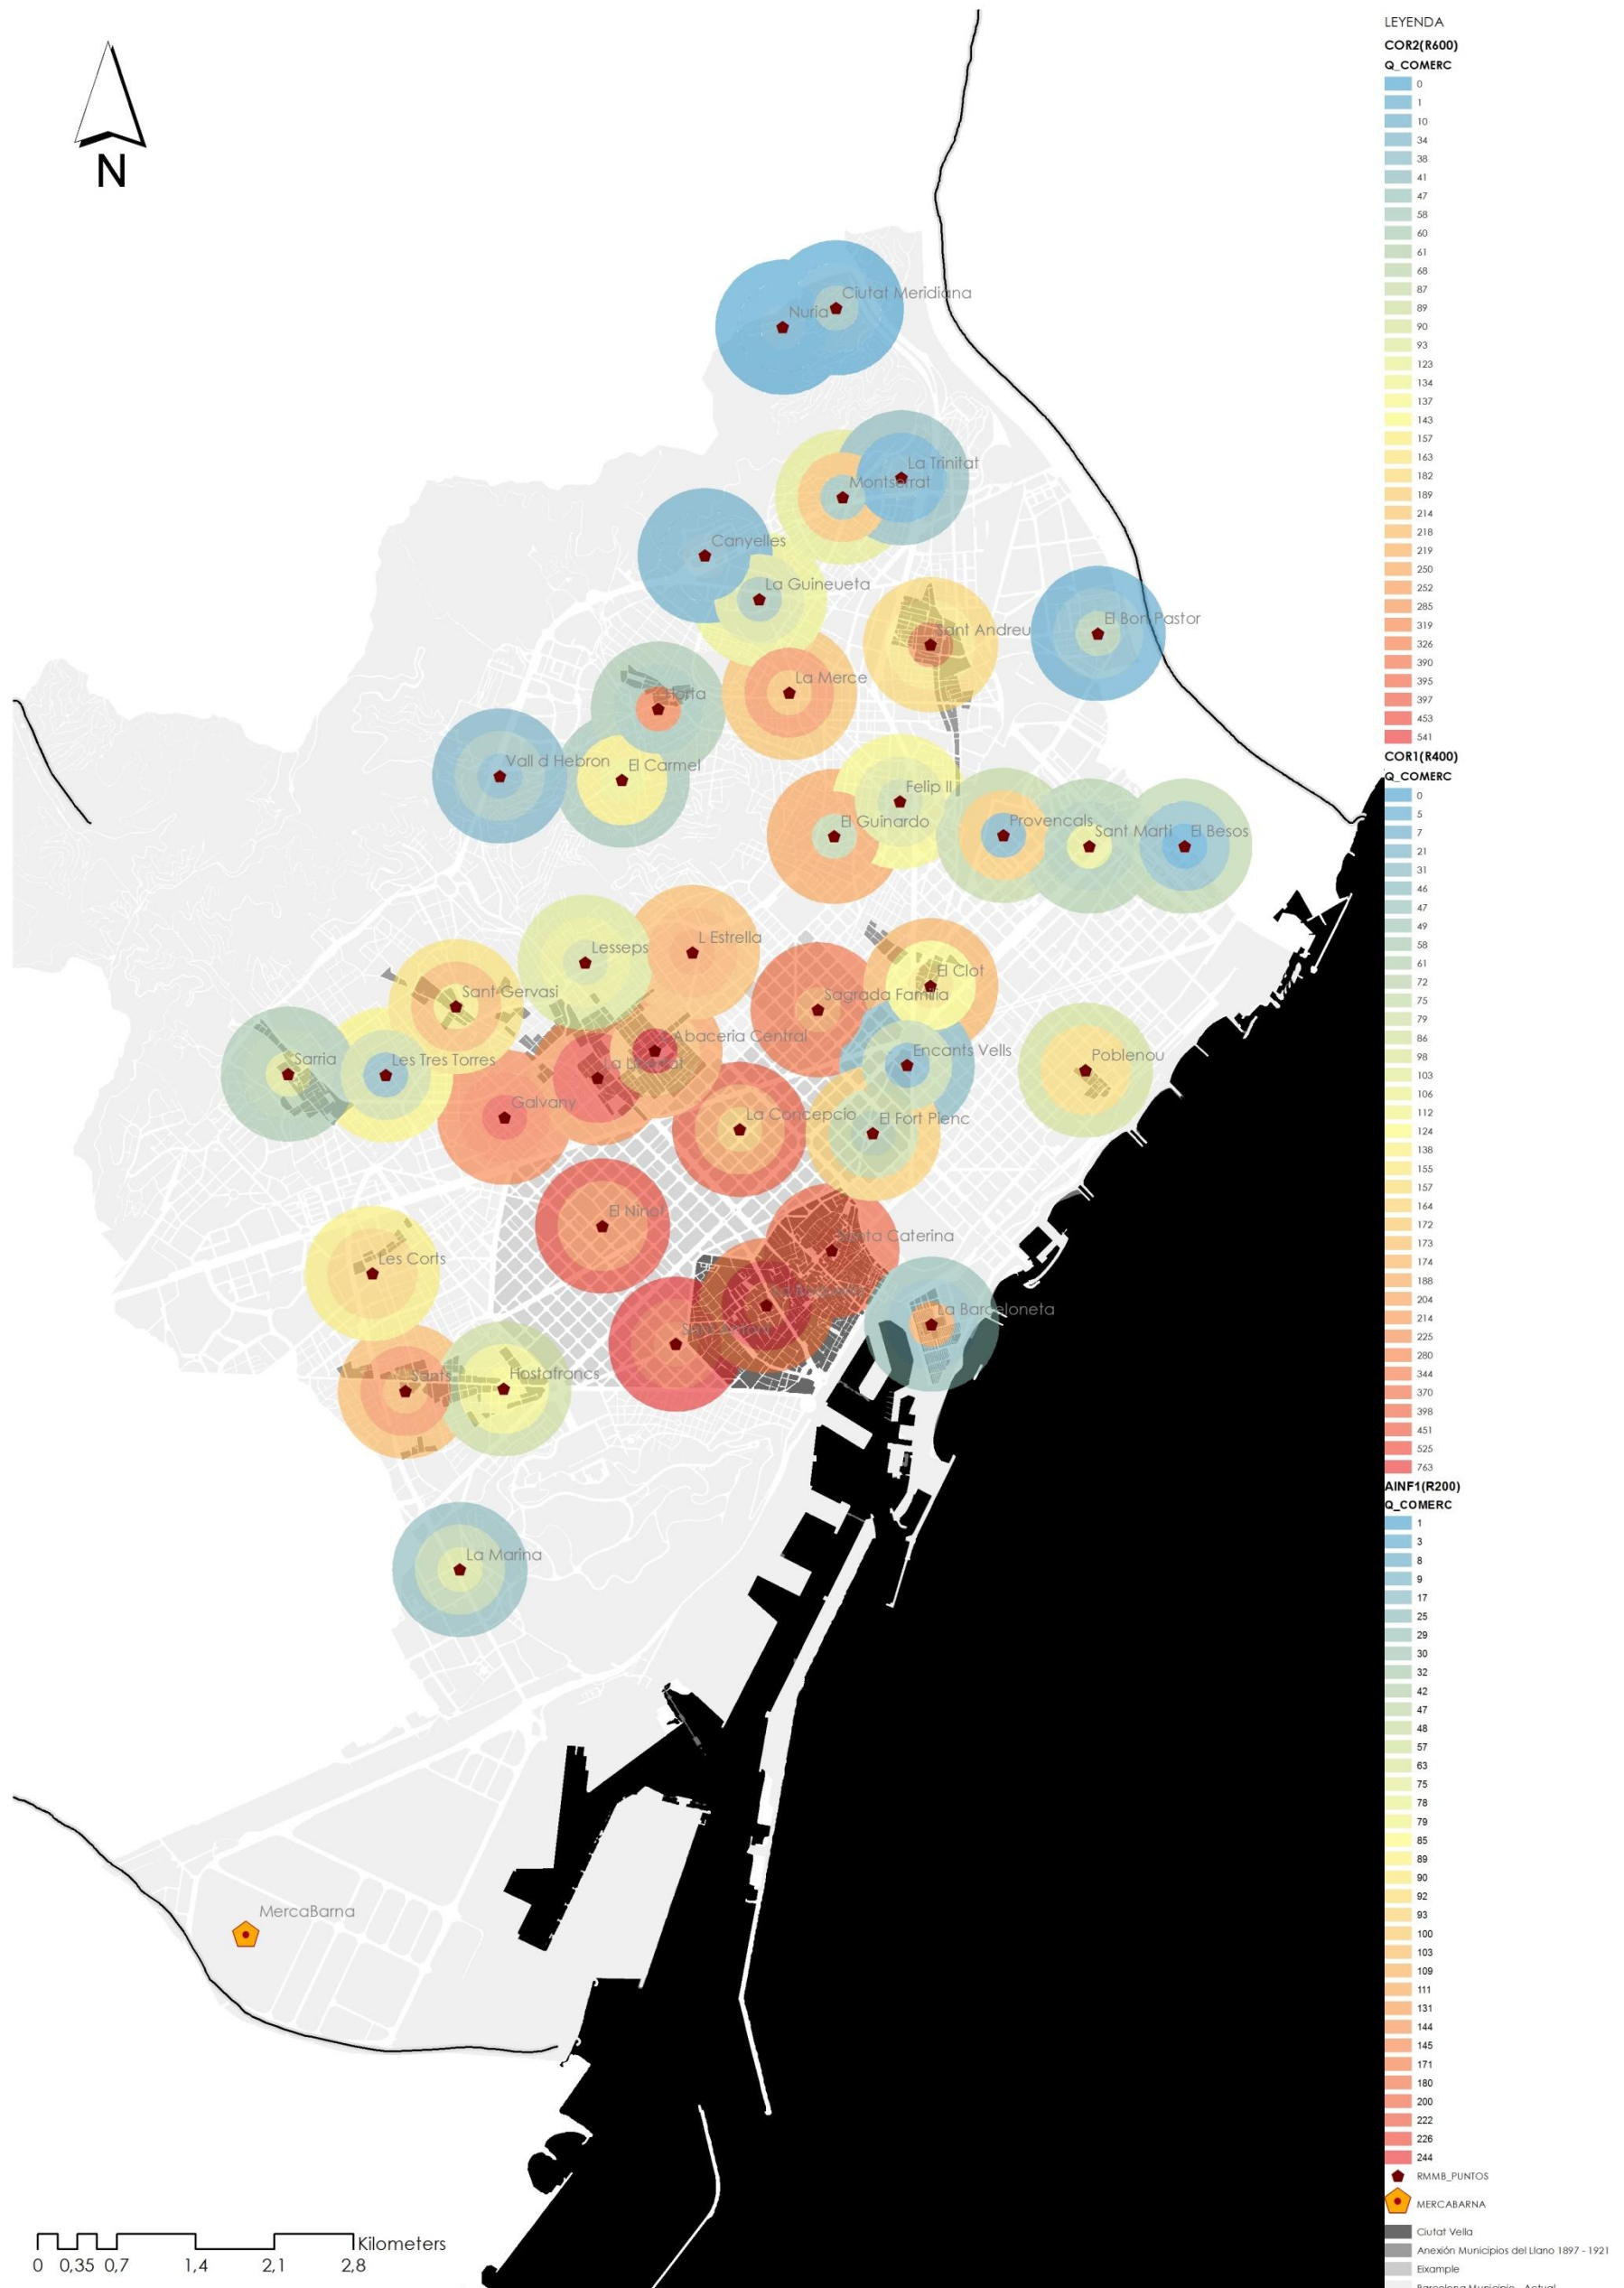 N
Ciutat Meridiana
Nuria
La Trinitat
Montserrat
Canyelles
La Guineueta
El Bon Pastor
Sant Andreu
La Merce
Horta
Vall d Hebron
El Carmel
Felip II
El Guinardo
Provencals
Sant Marti
El Besos
L Estrella
Lesseps
El Clot
Sant Gervasi
Sagrada Familia
Abaceria Central
Encants Vells
Poblenou
Sarria
Les Tres Torres
Galvany
La Concepcio
El Fort Pienc
El Ninot
Santa Caterina
Les Corts
La Barceloneta
Sants
Hostafrancs
La Marina
MercaBarna
Kilometers
0 0,35 0,7 1,4 2,1 2,8
LEYENDA
COR2(R600)
Q_COMERC
0
1
10
34
38
41
47
58
60
61
68
87
89
90
93
123
134
137
143
157
163
182
189
214
218
219
250
252
285
319
326
390
395
397
453
541
COR1(R400)
Q_COMERC
0
5
7
21
31
46
47
49
58
61
72
75
79
86
98
103
106
112
124
138
155
157
164
172
173
174
188
204
214
225
280
344
370
398
451
525
763
AINF1(R200)
Q_COMERC
1
3
8
9
17
25
29
30
32
42
47
48
57
63
75
78
79
85
89
90
92
93
100
103
109
111
131
144
145
171
180
200
222
226
244
RMMB_PUNTOS
MERCABARNA
Ciutat Vella
Anexión Municipios del Llano 1897 - 1921
Eixample
Barcelona Municipio - Actual